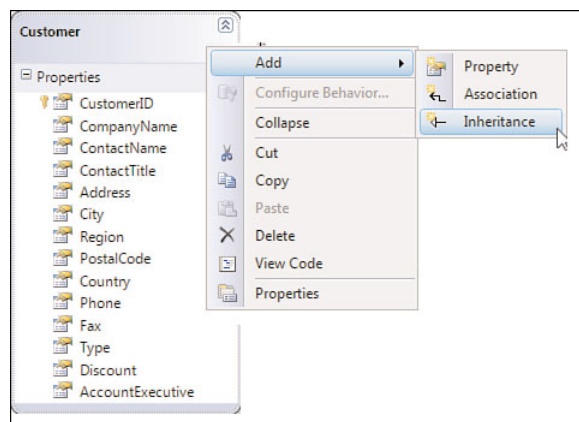 Customer
Properties
CustomerID
CompanyName
ContactName
ContactTitle
Address
City
Region
PostalCode
Country
Phone
Fax
Type
Discount
AccountExecutive
Add
Configure Behavior...
Collapse
Cut
Copy
Paste
Delete
View Code
Properties
Property
Association
Inheritance